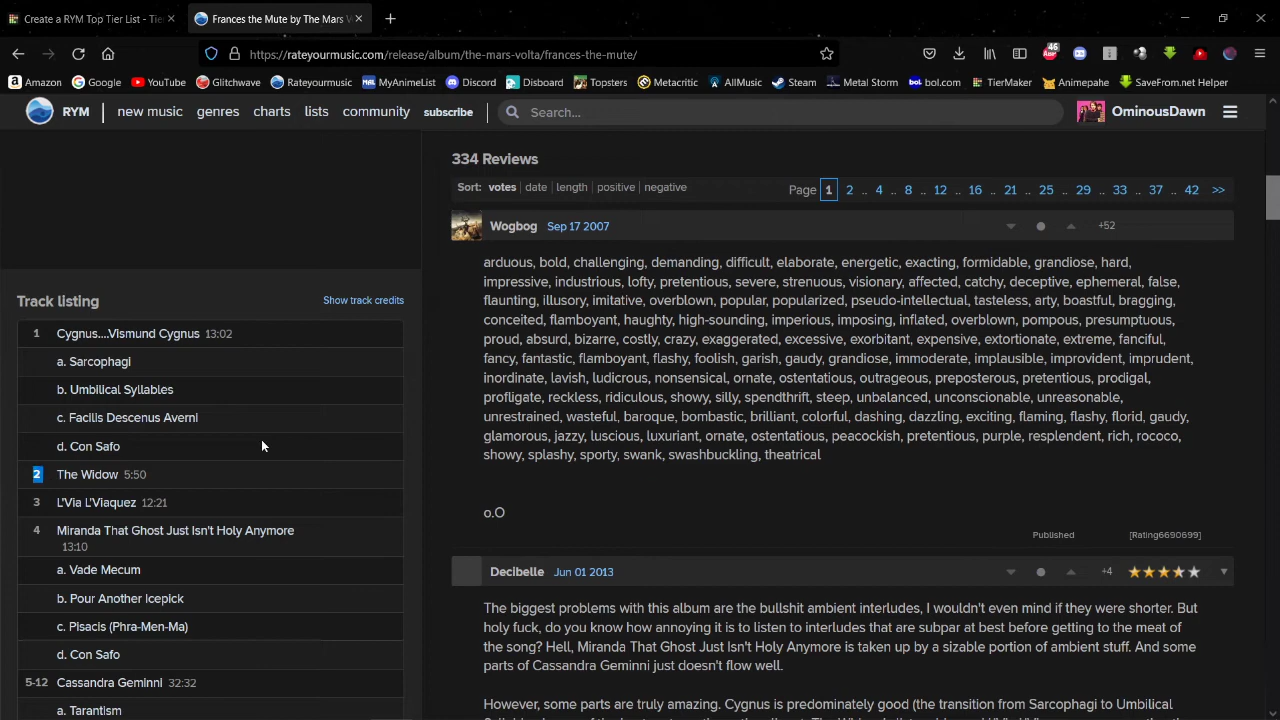 Create a RYM Top Tier List - Tie
Frances the Mute by The Mars V
https://rateyourmusic.com/release/album/the-mars-volta/frances-the-mute/
46
Amazon Google YouTube Glitchwave Rateyourmusic MyAnimeList Discord Disboard Topsters Metacritic AllMusic Steam Metal Storm bol.com TierMaker Animepahe SaveFrom.net Helper
RYM new music genres charts lists community subscribe Search... OminousDawn
Track listing Show track credits
1 Cygnus....Vismund Cygnus 13:02
a. Sarcophagi
b. Umbilical Syllables
c. Facilis Descenus Averni
d. Con Safo
2 The Widow 5:50
3 L'Via L'Viaquez 12:21
4 Miranda That Ghost Just Isn't Holy Anymore
13:10
a. Vade Mecum
b. Pour Another Icepick
c. Pisacis (Phra-Men-Ma)
d. Con Safo
5-12 Cassandra Geminni 32:32
a. Tarantism
334 Reviews
Sort: votes | date | length | positive | negative Page 1 2 .. 4 .. 8 .. 12 .. 16 .. 21 .. 25 .. 29 .. 33 .. 37 .. 42 >>
Wogbog Sep 17 2007 +52
arduous, bold, challenging, demanding, difficult, elaborate, energetic, exacting, formidable, grandiose, hard,
impressive, industrious, lofty, pretentious, severe, strenuous, visionary, affected, catchy, deceptive, ephemeral, false,
flaunting, illusory, imitative, overblown, popular, popularized, pseudo-intellectual, tasteless, arty, boastful, bragging,
conceited, flamboyant, haughty, high-sounding, imperious, imposing, inflated, overblown, pompous, presumptuous,
proud, absurd, bizarre, costly, crazy, exaggerated, excessive, exorbitant, expensive, extortionate, extreme, fanciful,
fancy, fantastic, flamboyant, flashy, foolish, garish, gaudy, grandiose, immoderate, implausible, improvident, imprudent,
inordinate, lavish, ludicrous, nonsensical, ornate, ostentatious, outrageous, preposterous, pretentious, prodigal,
profligate, reckless, ridiculous, showy, silly, spendthrift, steep, unbalanced, unconscionable, unreasonable,
unrestrained, wasteful, baroque, bombastic, brilliant, colorful, dashing, dazzling, exciting, flaming, flashy, florid, gaudy,
glamorous, jazzy, luscious, luxuriant, ornate, ostentatious, peacockish, pretentious, purple, resplendent, rich, rococo,
showy, splashy, sporty, swank, swashbuckling, theatrical
o.O
Published [Rating6690699]
Decibelle Jun 01 2013 +4
The biggest problems with this album are the bullshit ambient interludes, I wouldn't even mind if they were shorter. But
holy fuck, do you know how annoying it is to listen to interludes that are subpar at best before getting to the meat of
the song? Hell, Miranda That Ghost Just Isn't Holy Anymore is taken up by a sizable portion of ambient stuff. And some
parts of Cassandra Geminni just doesn't flow well.
However, some parts are truly amazing. Cygnus is predominately good (the transition from Sarcophagi to Umbilical